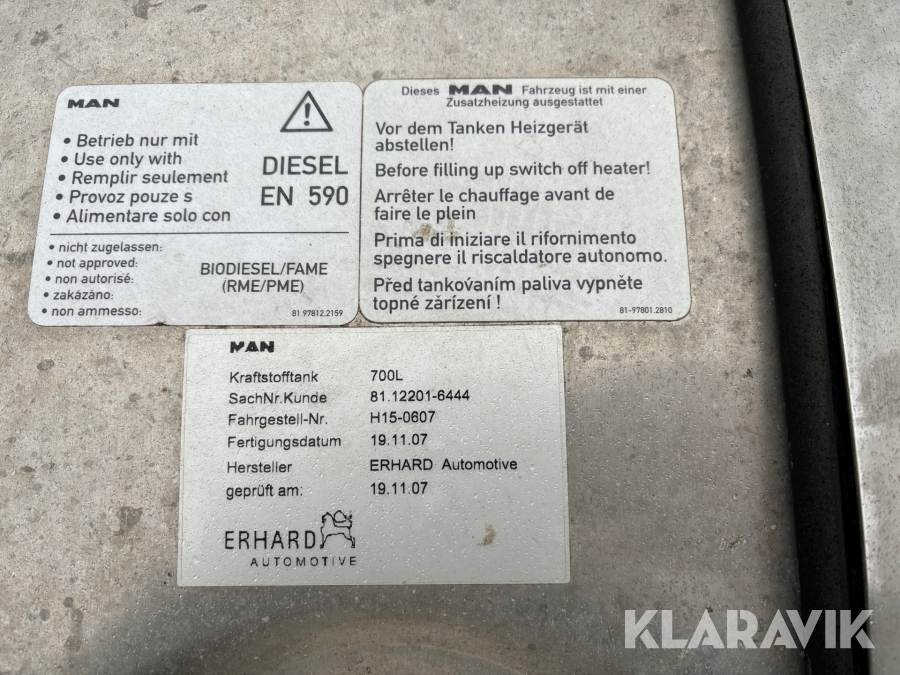 MAN
• Betrieb nur mit
• Use only with
• Remplir seulement
• Provoz pouze s
• Alimentare solo con
DIESEL
EN 590
• nicht zugelassen:
• not approved:
• non autorisé:
• zakázáno:
• non ammesso:
BIODIESEL/FAME
(RME/PME)
81.97812.2159
Dieses MAN Fahrzeug ist mit einer
Zusatzheizung ausgestattet
Vor dem Tanken Heizgerät
abstellen!
Before filling up switch off heater!
Arrêter le chauffage avant de
faire le plein
Prima di iniziare il rifornimento
spegnere il riscaldatore autonomo.
Před tankóváním paliva vypněte
topné zářízení !
81-97801.2810
MAN
Kraftstofftank 700L
SachNr.Kunde 81.12201-6444
Fahrgestell-Nr. H15-0607
Fertigungsdatum 19.11.07
Hersteller ERHARD Automotive
geprüft am: 19.11.07
ERHARD
AUTOMOTIVE
KLARAVIK